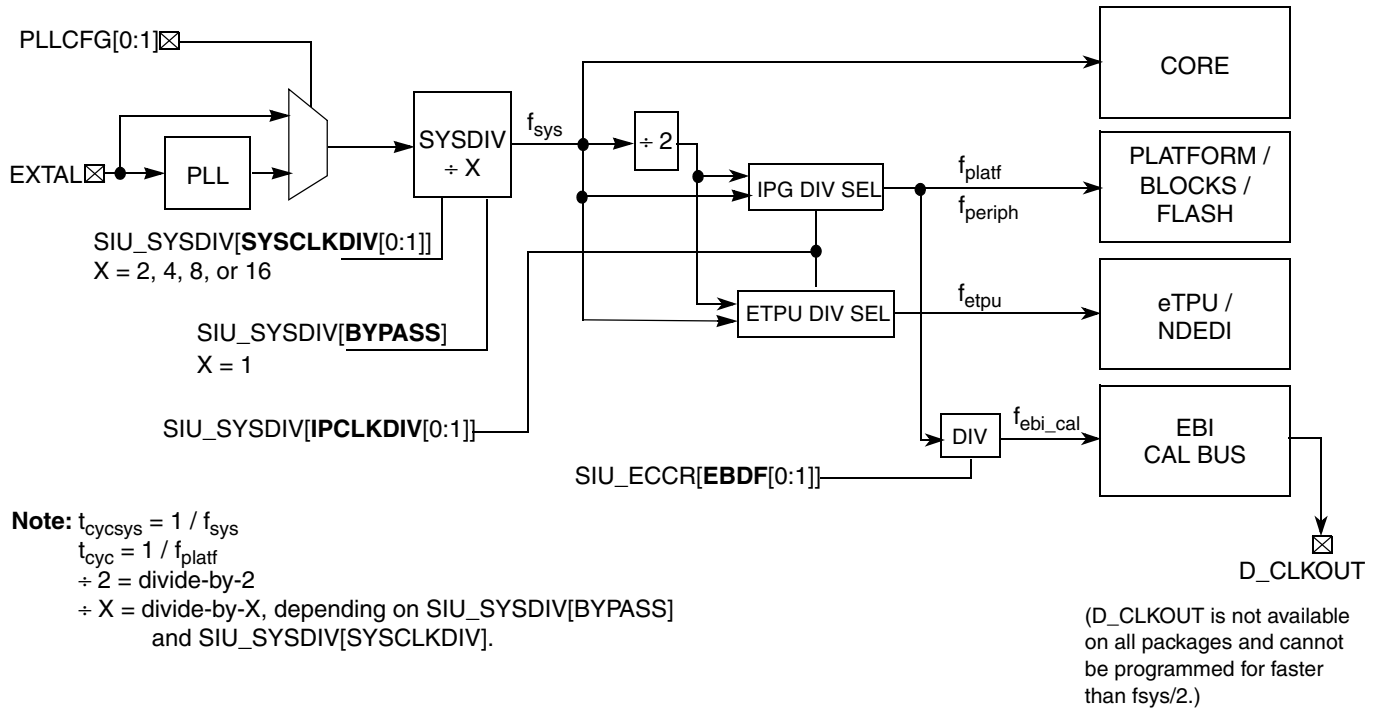 PLLCFG[0:1]
EXTAL
PLL
SYSDIV
÷ X
f_sys
÷ 2
CORE
IPG DIV SEL
f_platf
f_periph
PLATFORM /
BLOCKS /
FLASH
SIU_SYSDIV[SYSCLKDIV[0:1]]
X = 2, 4, 8, or 16
ETPU DIV SEL
f_etpu
eTPU /
NDEDI
SIU_SYSDIV[BYPASS]
X = 1
SIU_SYSDIV[IPCLKDIV[0:1]]
DIV
f_ebi_cal
EBI
CAL BUS
SIU_ECCR[EBDF[0:1]]
D_CLKOUT
(D_CLKOUT is not available
on all packages and cannot
be programmed for faster
than fsys/2.)
Note: t_cycsys = 1 / f_sys
t_cyc = 1 / f_platf
÷ 2 = divide-by-2
÷ X = divide-by-X, depending on SIU_SYSDIV[BYPASS]
and SIU_SYSDIV[SYSCLKDIV].